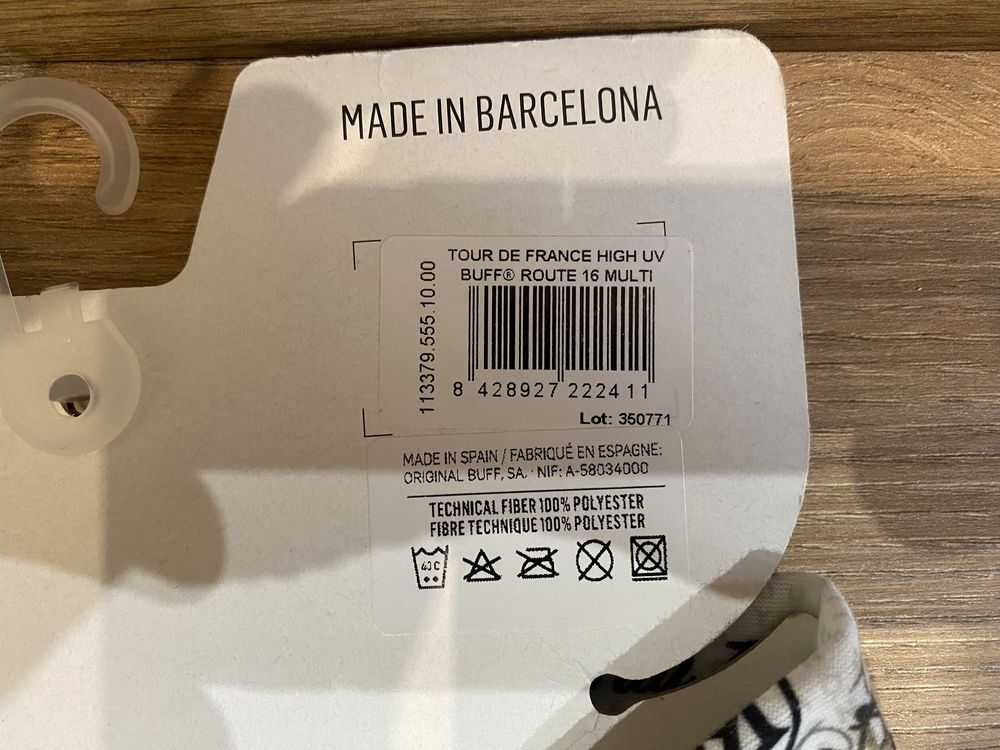 MADE IN BARCELONA
TOUR DE FRANCE HIGH UV
BUFF® ROUTE 16 MULTI
113379.555.10.00
8 428927 222411
Lot: 350771
MADE IN SPAIN / FABRIQUÉ EN ESPAGNE:
ORIGINAL BUFF, SA. · NIF: A-58034000
TECHNICAL FIBER 100% POLYESTER
FIBRE TECHNIQUE 100% POLYESTER
40 C